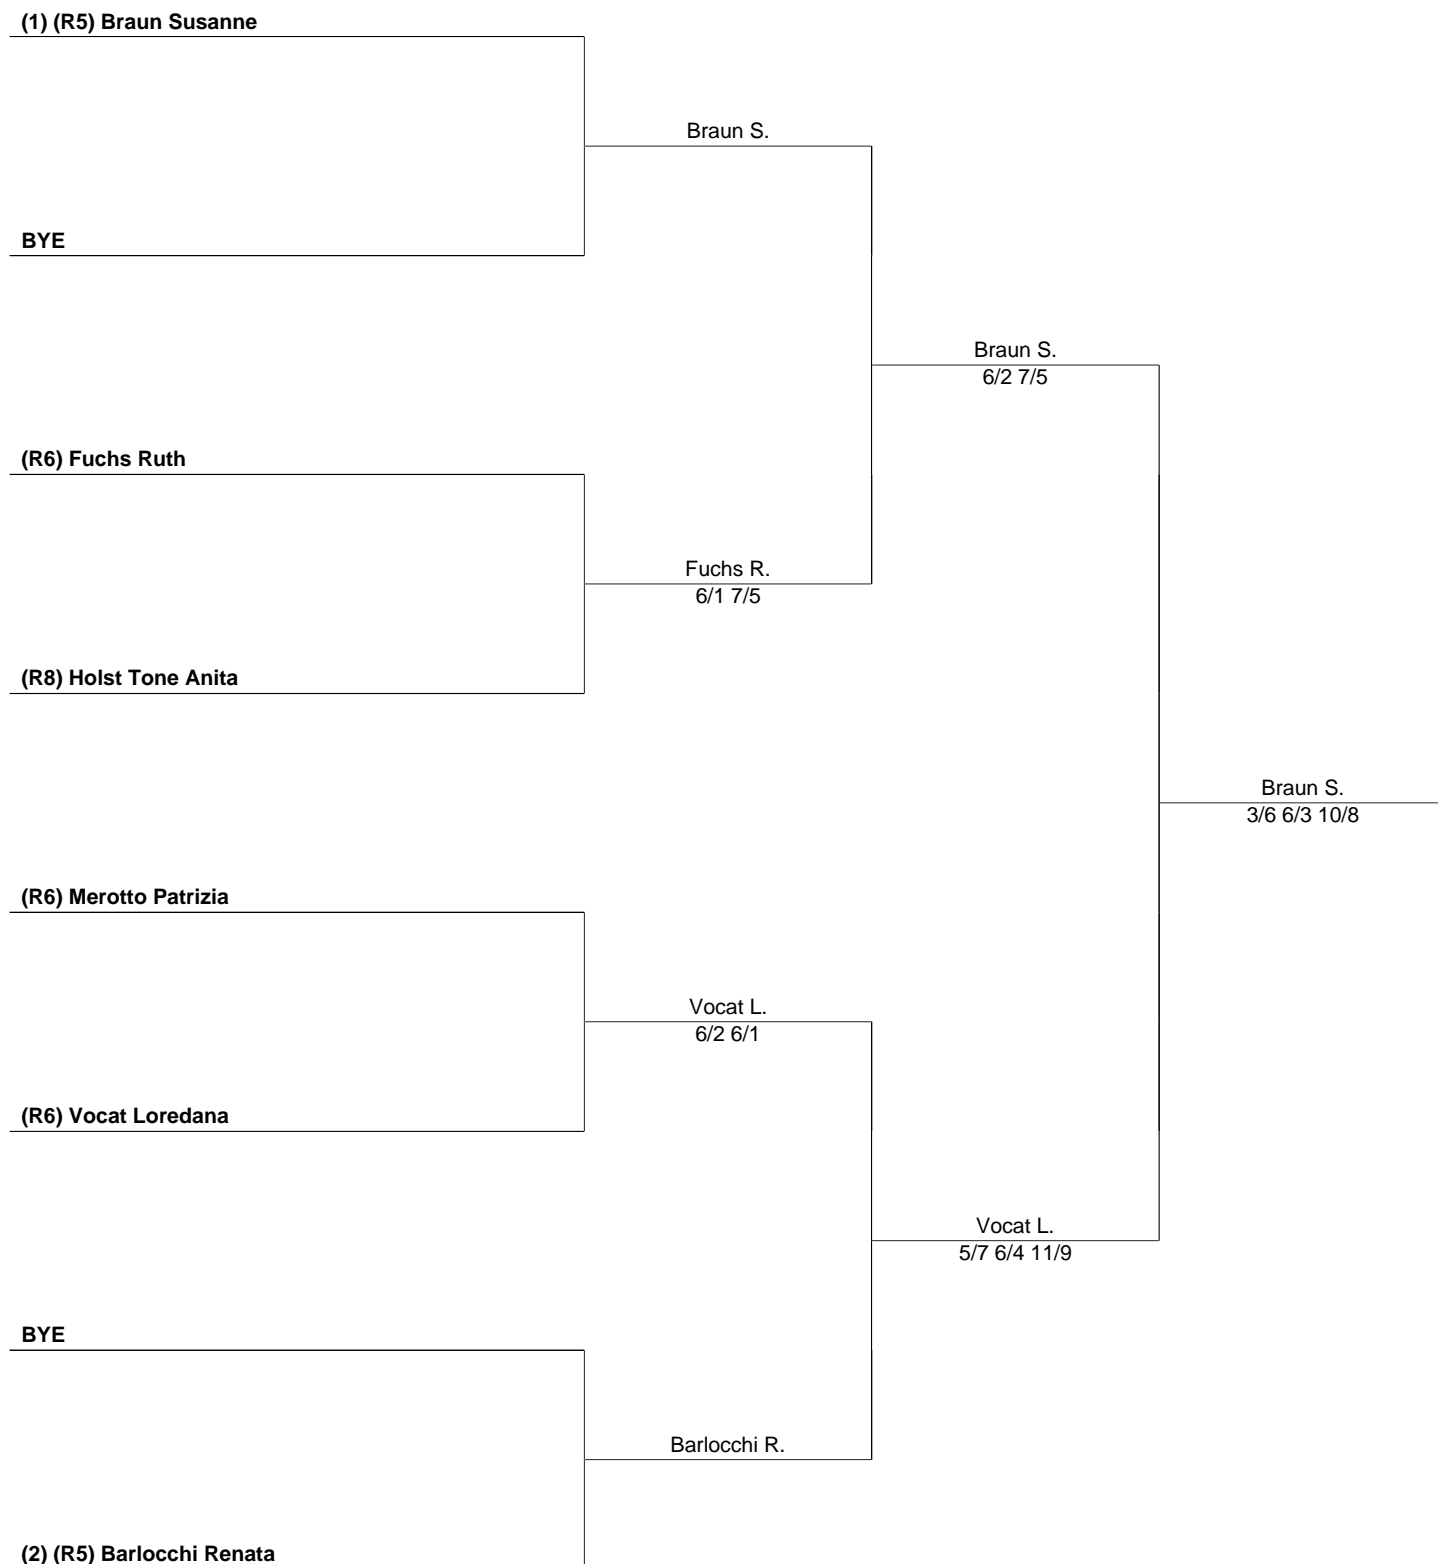 (1) (R5) Braun Susanne
Braun S.
BYE
Braun S.
6/2 7/5
(R6) Fuchs Ruth
Fuchs R.
6/1 7/5
(R8) Holst Tone Anita
Braun S.
3/6 6/3 10/8
(R6) Merotto Patrizia
Vocat L.
6/2 6/1
(R6) Vocat Loredana
Vocat L.
5/7 6/4 11/9
BYE
Barlocchi R.
(2) (R5) Barlocchi Renata